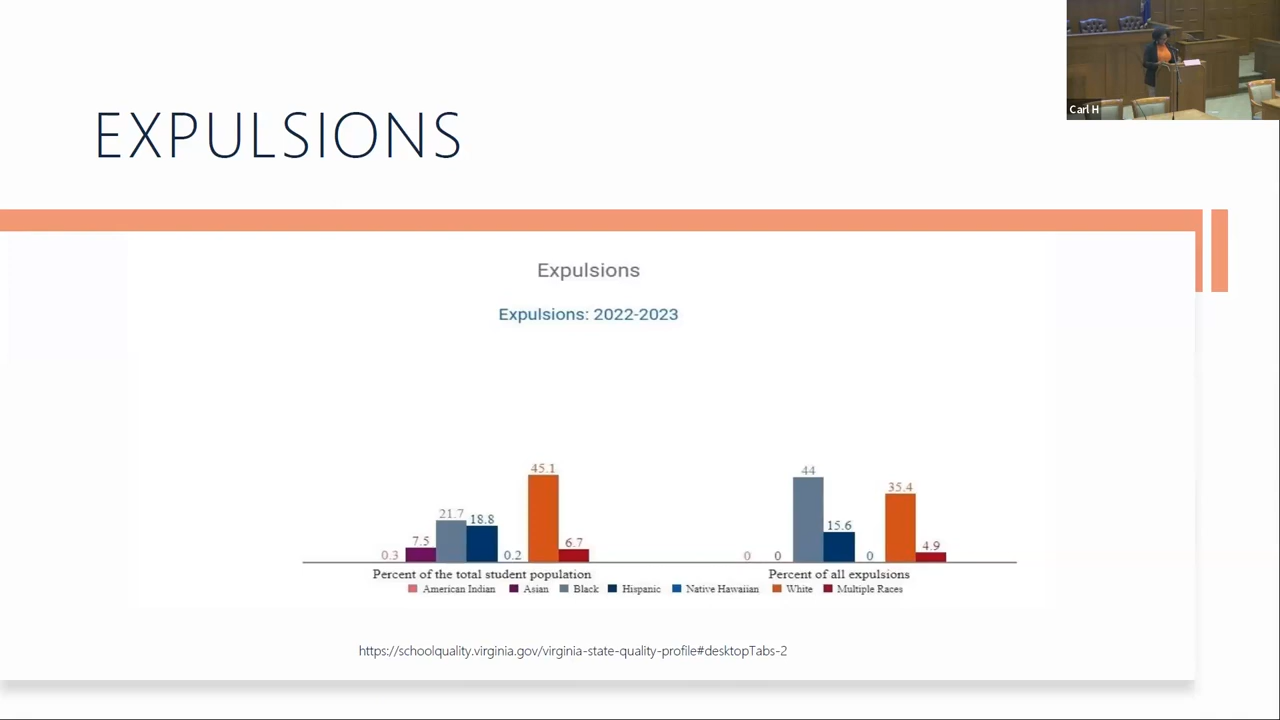 Carl H
EXPULSIONS
Expulsions
Expulsions: 2022-2023
0.3 7.5 21.7 18.8 0.2 45.1 6.7
0 0 44 15.6 0 35.4 4.9
Percent of the total student population
Percent of all expulsions
American Indian Asian Black Hispanic Native Hawaiian White Multiple Races
https://schoolquality.virginia.gov/virginia-state-quality-profile#desktopTabs-2